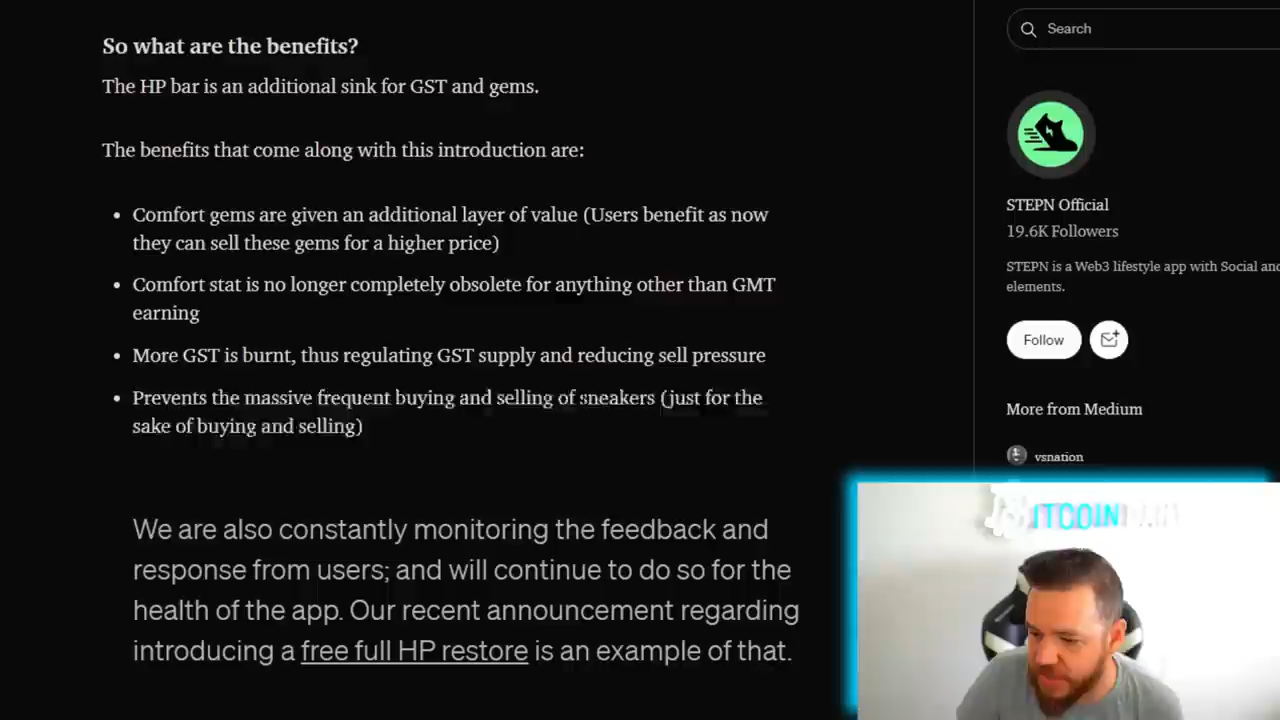 So what are the benefits?
The HP bar is an additional sink for GST and gems.
The benefits that come along with this introduction are:
Comfort gems are given an additional layer of value (Users benefit as now
they can sell these gems for a higher price)
Comfort stat is no longer completely obsolete for anything other than GMT
earning
More GST is burnt, thus regulating GST supply and reducing sell pressure
Prevents the massive frequent buying and selling of sneakers (just for the
sake of buying and selling)
We are also constantly monitoring the feedback and
response from users; and will continue to do so for the
health of the app. Our recent announcement regarding
introducing a free full HP restore is an example of that.
Search
STEPN Official
19.6K Followers
STEPN is a Web3 lifestyle app with Social and
elements.
Follow
More from Medium
vsnation
ITCOIN